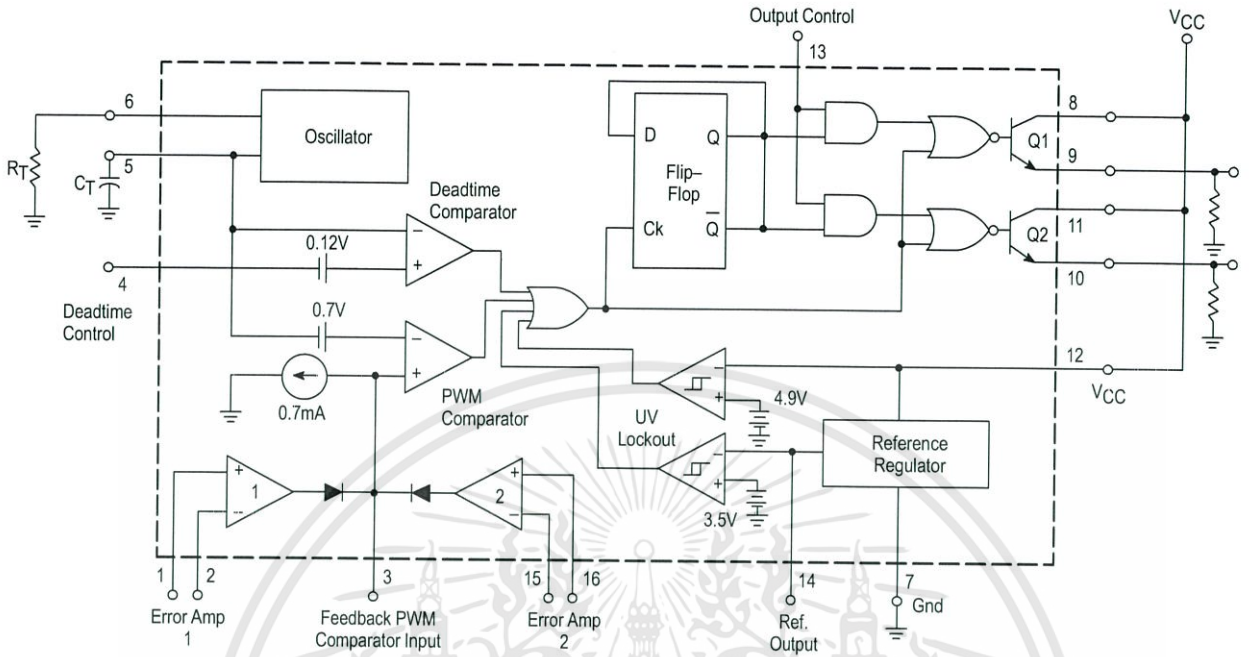 Output Control
13
VCC
6
Oscillator
RT
5
CT
Deadtime
Comparator
0.12V
−
+
4
Deadtime
Control
0.7V
−
+
0.7mA
PWM
Comparator
D
Q
Flip–
Flop
Ck
Q̅
8
Q1
9
11
Q2
10
12
VCC
−
+
4.9V
UV
Lockout
−
+
3.5V
Reference
Regulator
+
−
1
+
−
2
1
2
3
15
16
14
7
Gnd
Error Amp
1
Feedback PWM
Comparator Input
Error Amp
2
Ref.
Output